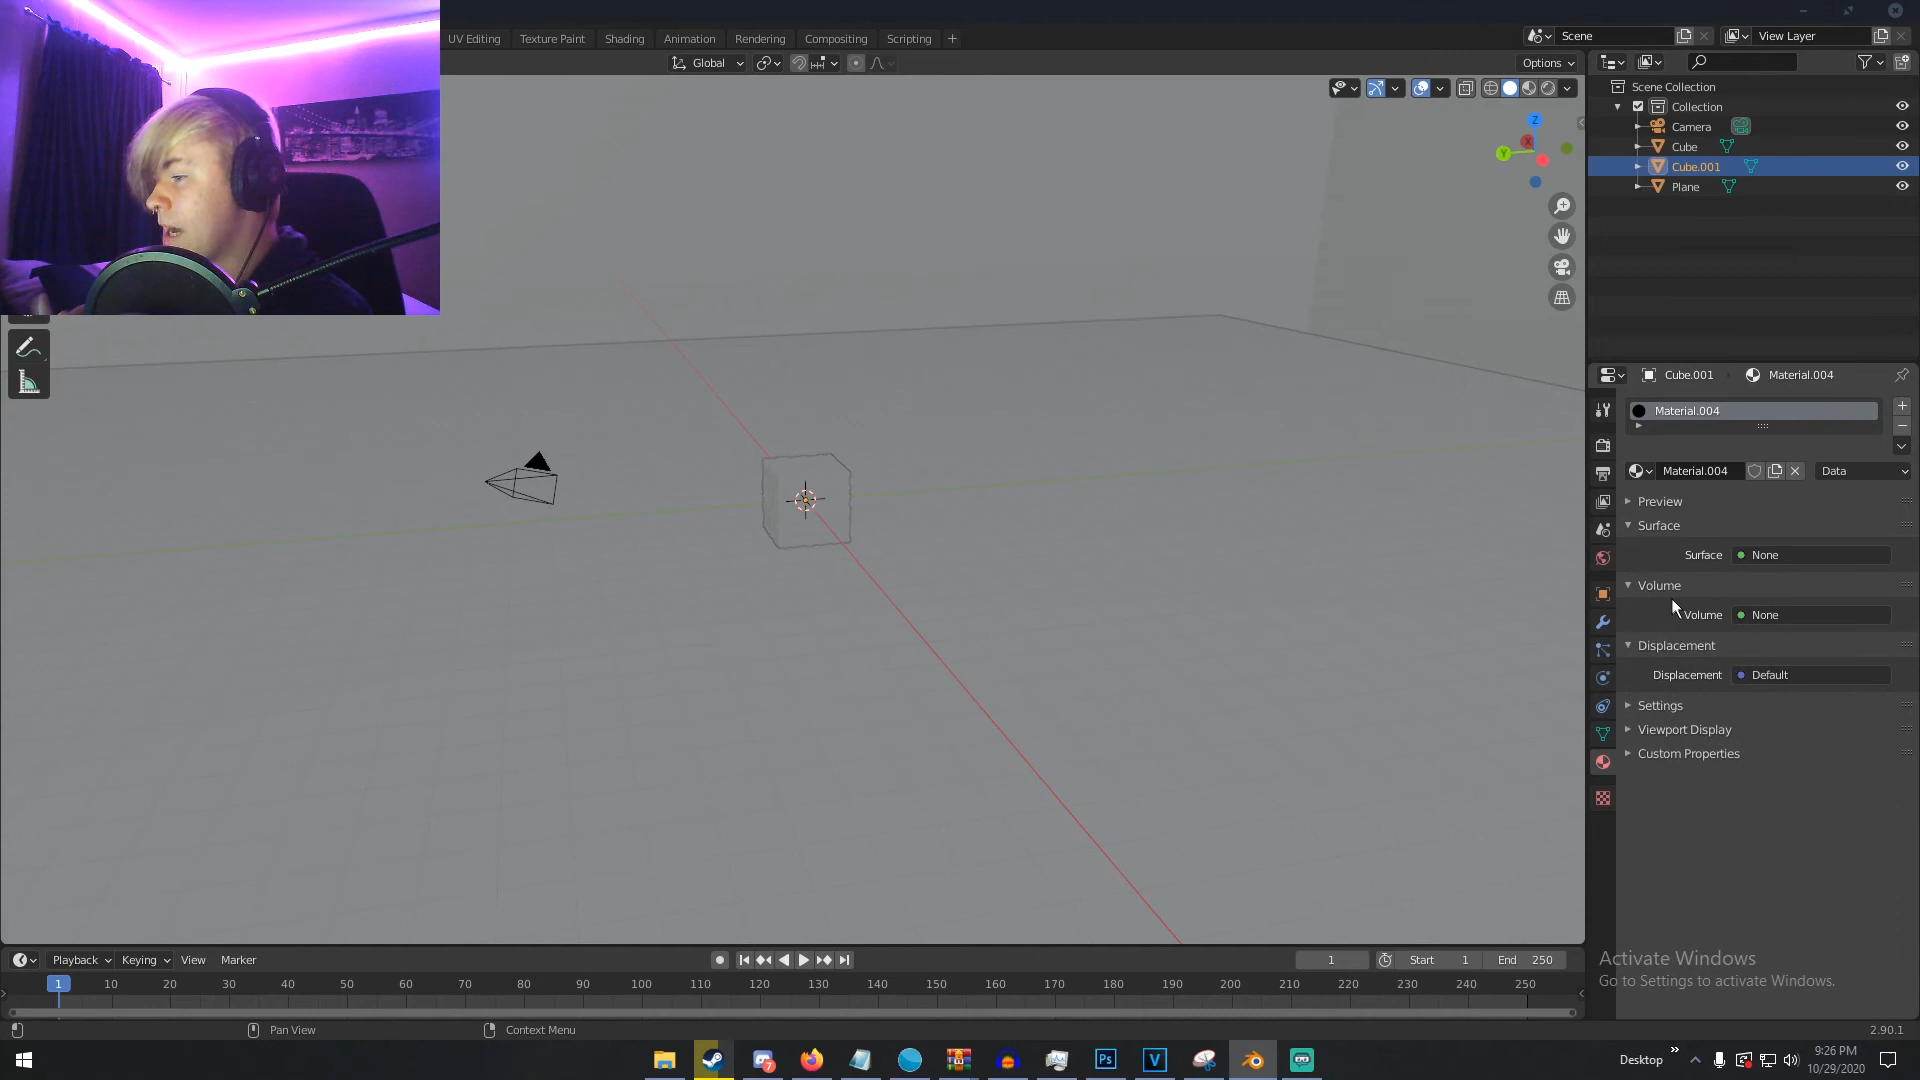 UV Editing Texture Paint Shading Animation Rendering Compositing Scripting + Scene View Layer
Global Options
Scene Collection
Collection
Camera
Cube
Cube.001
Plane
Z
X
Y
Cube.001 Material.004
Material.004
Material.004 Data
Preview
Surface
Surface None
Volume
Volume None
Displacement
Displacement Default
Settings
Viewport Display
Custom Properties
Activate Windows
Go to Settings to activate Windows.
Playback Keying View Marker 1 Start 1 End 250
1 10 20 30 40 50 60 70 80 90 100 110 120 130 140 150 160 170 180 190 200 210 220 230 240 250
Pan View Context Menu 2.90.1
7 Ps V Desktop
9:26 PM
10/29/2020